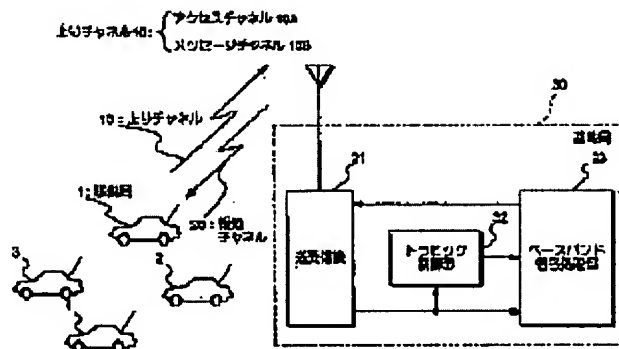 上りチャネル10:
アクセスチャネル 10A
メッセージチャネル 10B
10:上りチャネル
30
基地局
31
33
1:移動局
20:報知
チャネル
32
3
2
送受信機
トラヒック
制御部
ベースバンド
信号処理部